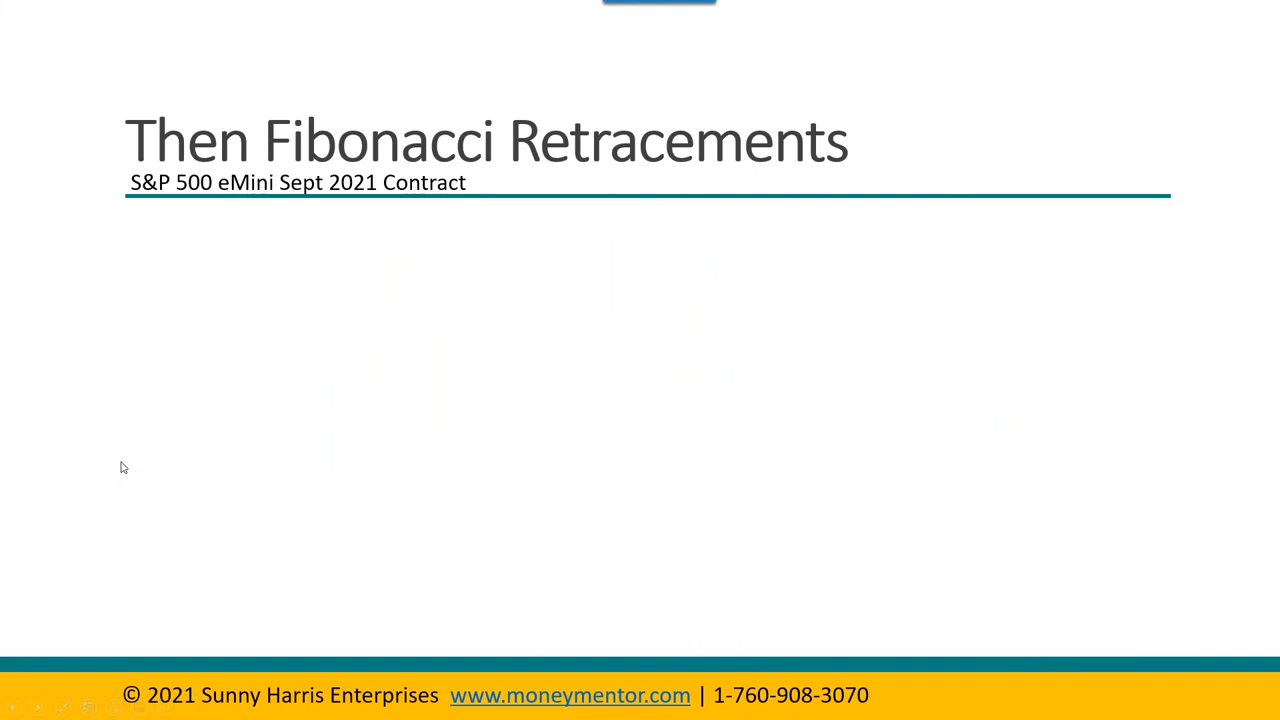 Then Fibonacci Retracements
S&P 500 eMini Sept 2021 Contract
© 2021 Sunny Harris Enterprises www.moneymentor.com | 1-760-908-3070